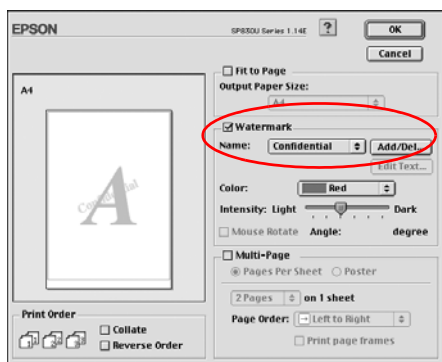 EPSON
SP830U Series 1.14E
?
OK
Cancel
A4
Confidential
A
Fit to Page
Output Paper Size:
A4
Watermark
Name: Confidential Add/Del...
Edit Text...
Color: Red
Intensity: Light Dark
Mouse Rotate Angle: degree
Multi-Page
Pages Per Sheet Poster
2 Pages on 1 sheet
Page Order: Left to Right
Print page frames
Print Order
Collate
Reverse Order